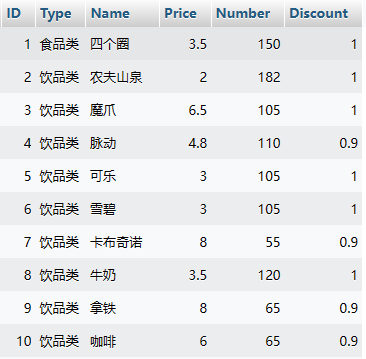 ID Type Name Price Number Discount
1 食品类 四个圈 3.5 150 1
2 饮品类 农夫山泉 2 182 1
3 饮品类 魔爪 6.5 105 1
4 饮品类 脉动 4.8 110 0.9
5 饮品类 可乐 3 105 1
6 饮品类 雪碧 3 105 1
7 饮品类 卡布奇诺 8 55 0.9
8 饮品类 牛奶 3.5 120 1
9 饮品类 拿铁 8 65 0.9
10 饮品类 咖啡 6 65 0.9